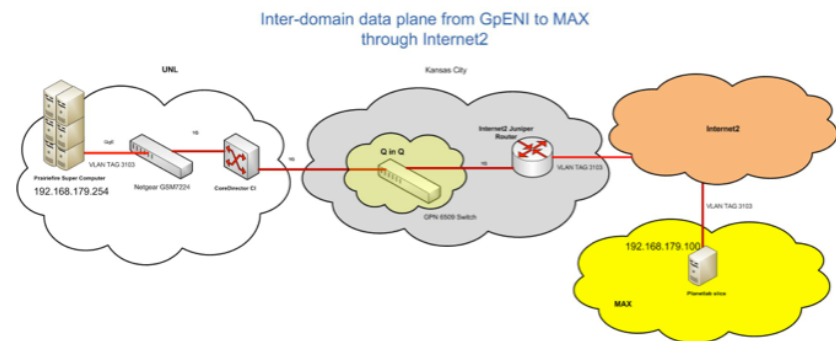 Inter-domain data plane from GpENI to MAX
through Internet2
UNL
Kansas City
Internet2
Internet2 Juniper
Router
Q in Q
VLAN TAG 3103
Netgear GSM7224
CoreDirector CI
VLAN TAG 3103
Prairiefire Super Computer
192.168.179.254
GPN 6509 Switch
VLAN TAG 3103
192.168.179.100
Planetlab slice
MAX